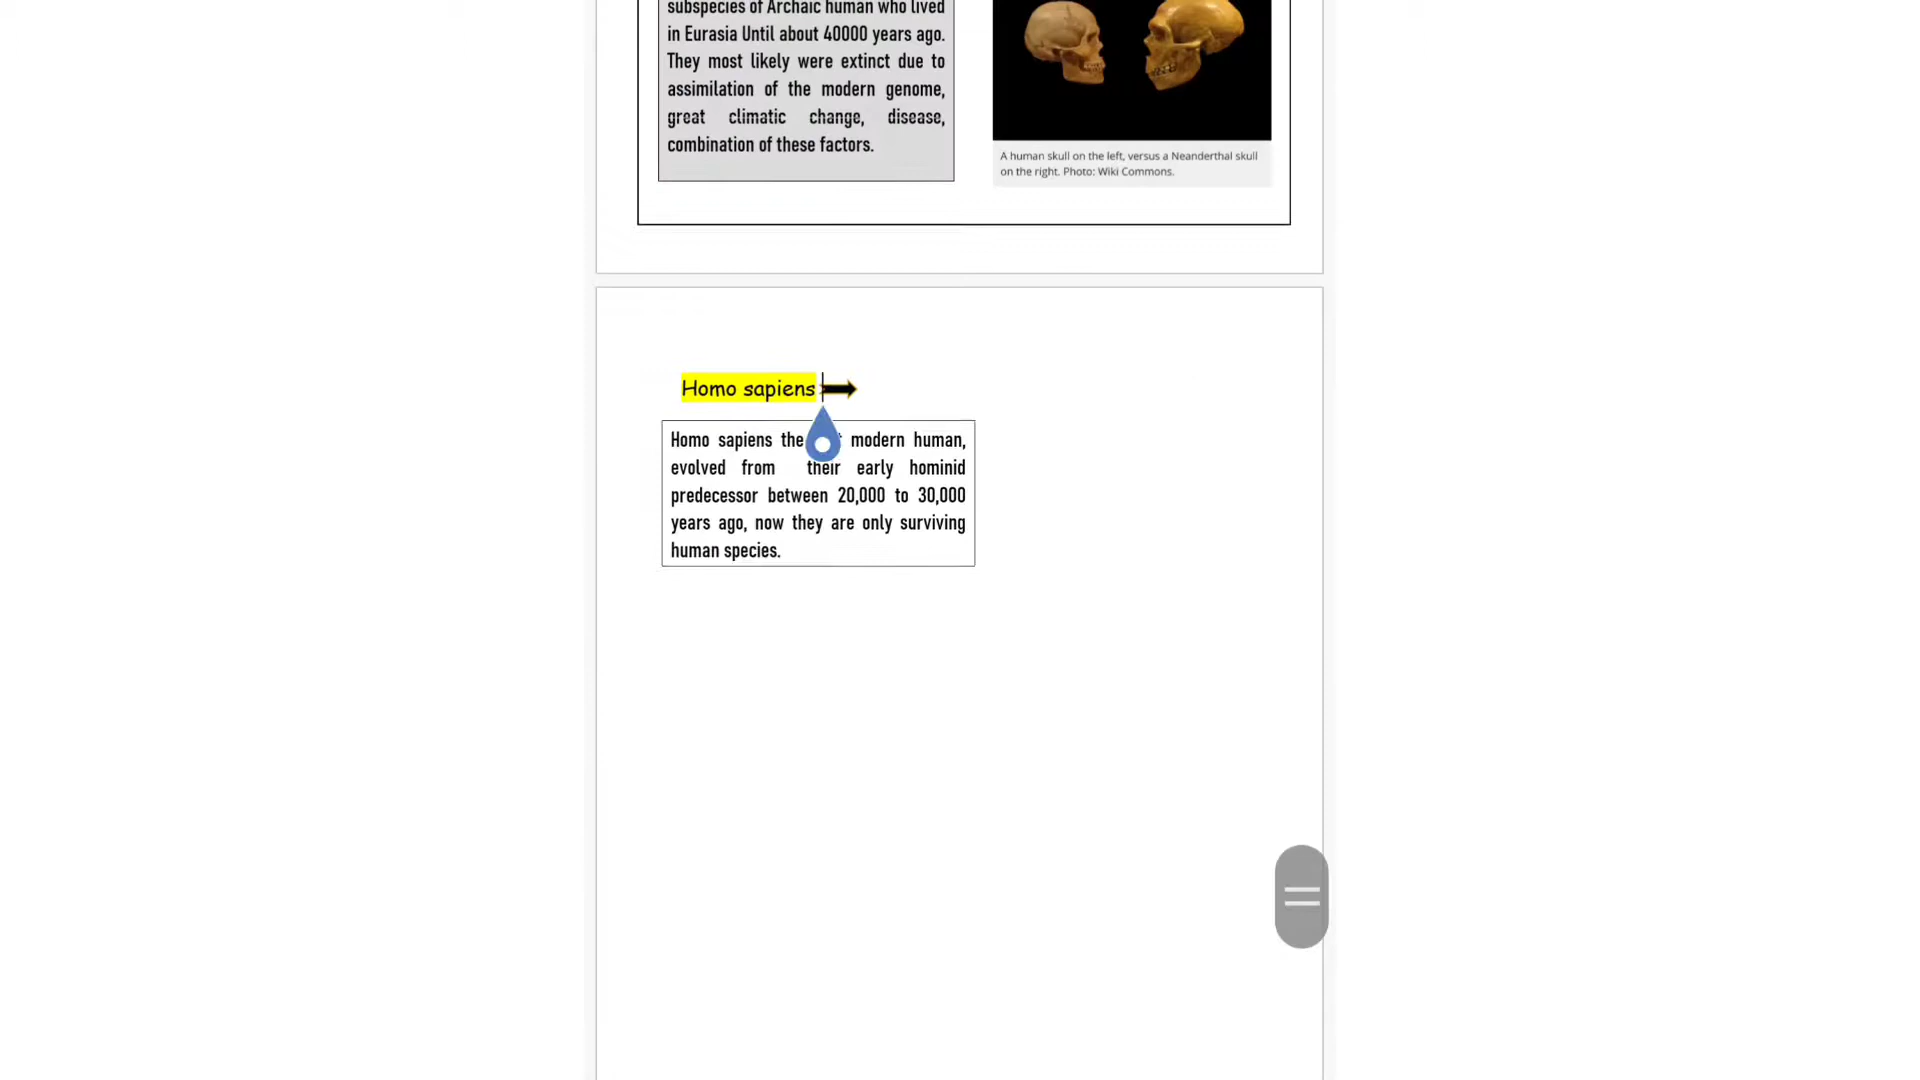 subspecies of Archaic human who lived
in Eurasia Until about 40000 years ago.
They most likely were extinct due to
assimilation of the modern genome,
great climatic change, disease,
combination of these factors.
A human skull on the left, versus a Neanderthal skull
on the right. Photo: Wiki Commons.
Homo sapiens
Homo sapiens the modern human,
evolved from their early hominid
predecessor between 20,000 to 30,000
years ago, now they are only surviving
human species.